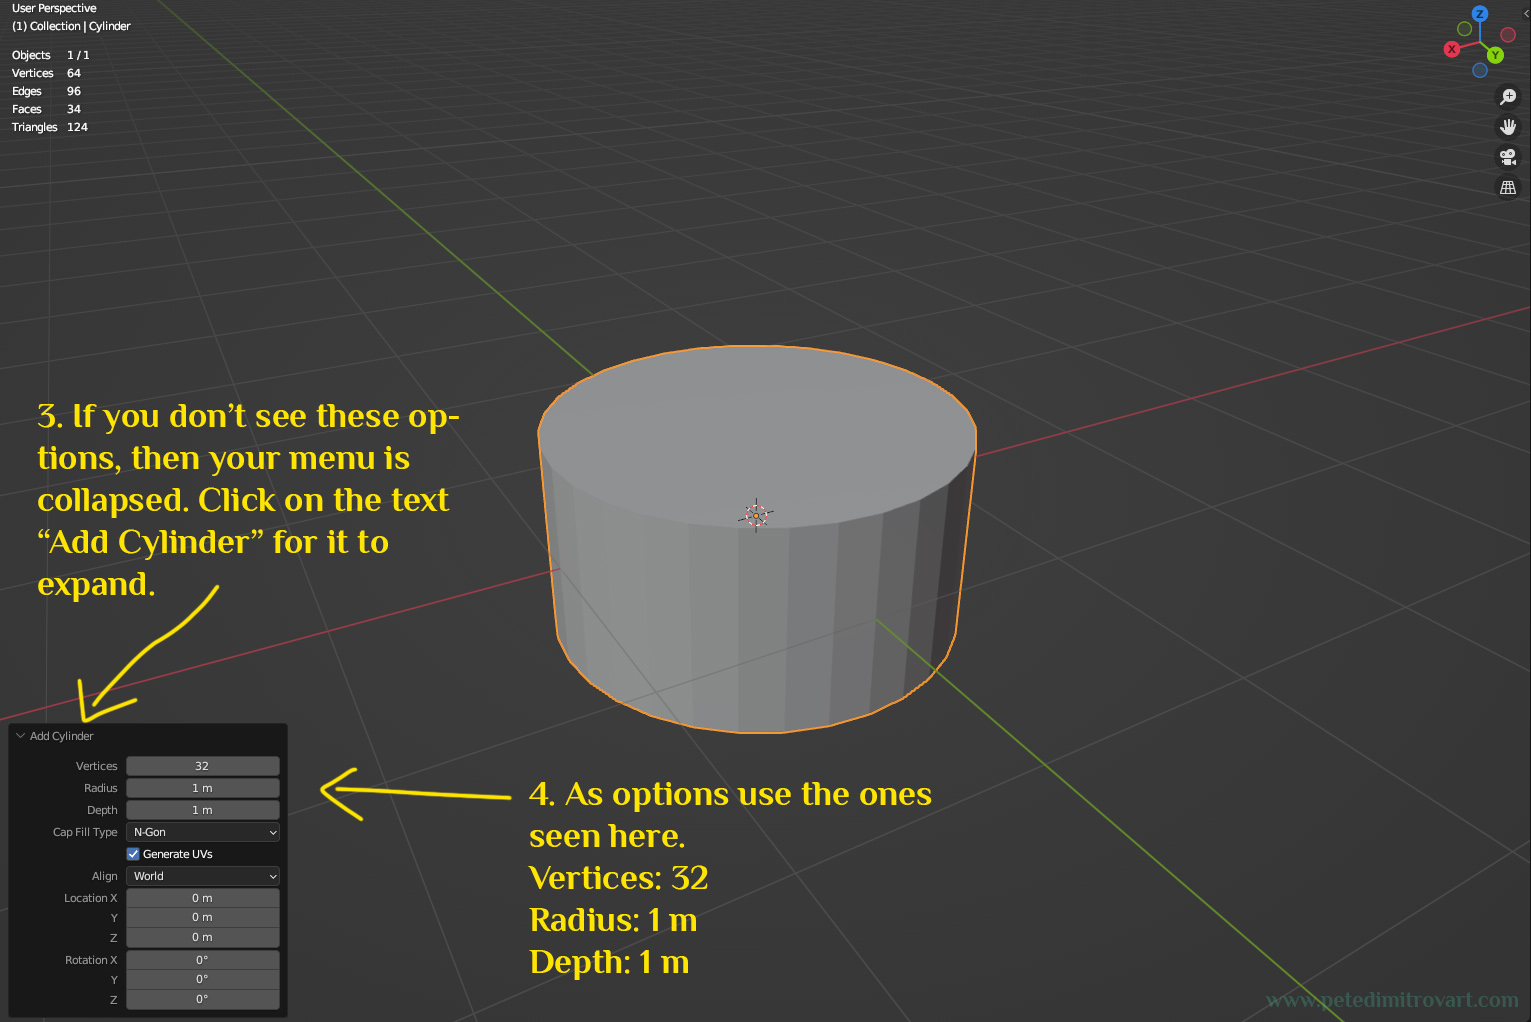 User Perspective
(1) Collection | Cylinder
Objects 1 / 1
Vertices 64
Edges 96
Faces 34
Triangles 124
Z
X
Y
3. If you don’t see these op-
tions, then your menu is
collapsed. Click on the text
“Add Cylinder” for it to
expand.
Add Cylinder
Vertices 32
Radius 1 m
Depth 1 m
Cap Fill Type N-Gon
Generate UVs
Align World
Location X 0 m
Y 0 m
Z 0 m
Rotation X 0°
Y 0°
Z 0°
4. As options use the ones
seen here.
Vertices: 32
Radius: 1 m
Depth: 1 m
www.petedimitrovart.com